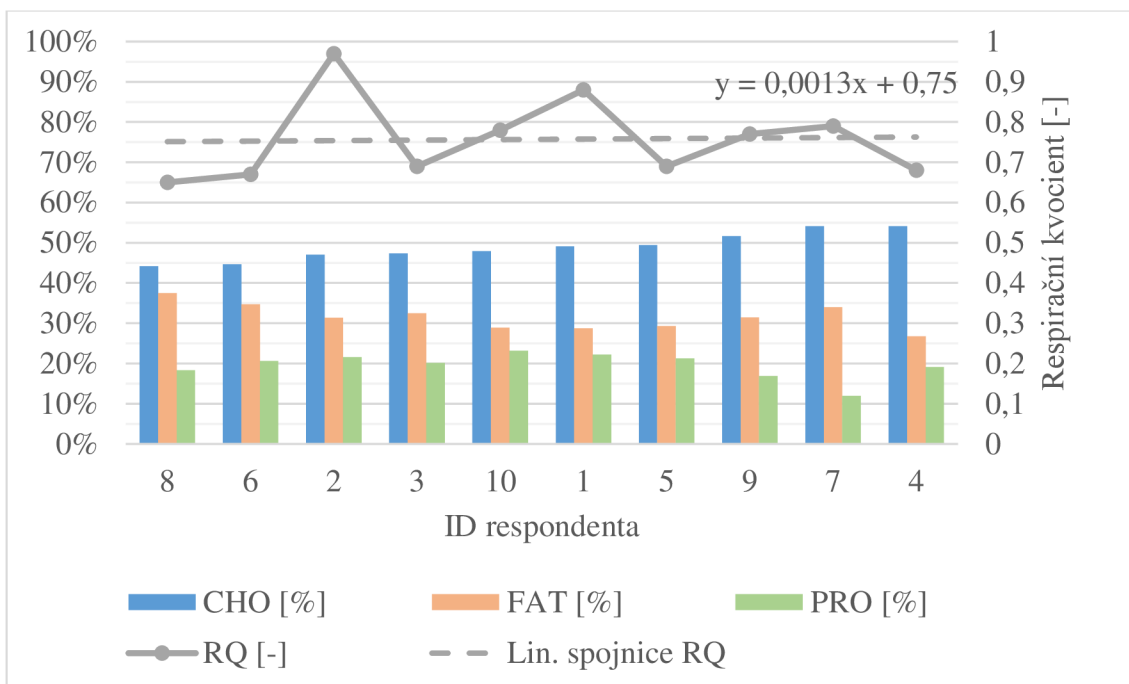 100% 1
90% 0,9
y = 0,0013x + 0,75
80% 0,8
70% 0,7
60% 0,6
50% 0,5
40% 0,4
30% 0,3
20% 0,2
10% 0,1
0% 0
Respirační kvocient [-]
8 6 2 3 10 1 5 9 7 4
ID respondenta
CHO [%] FAT [%] PRO [%]
RQ [-] Lin. spojnice RQ